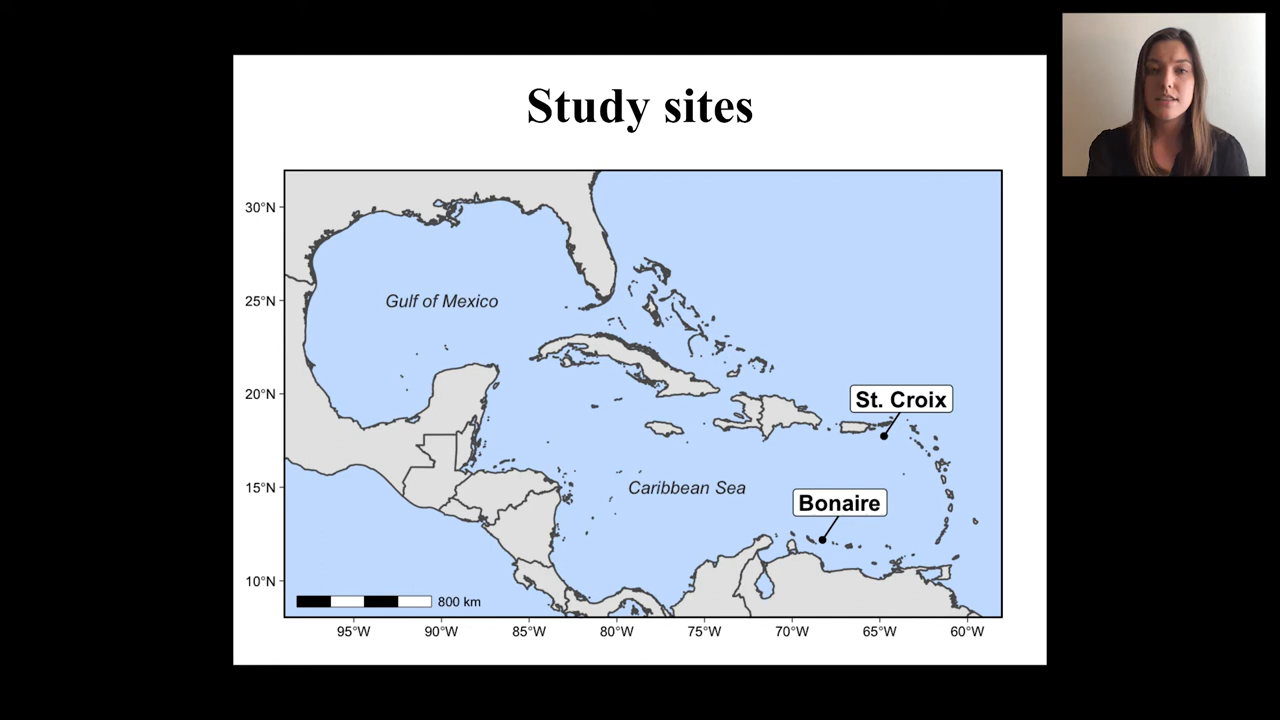 Study sites
30°N
25°N
20°N
15°N
10°N
Gulf of Mexico
St. Croix
Caribbean Sea
Bonaire
800 km
95°W 90°W 85°W 80°W 75°W 70°W 65°W 60°W